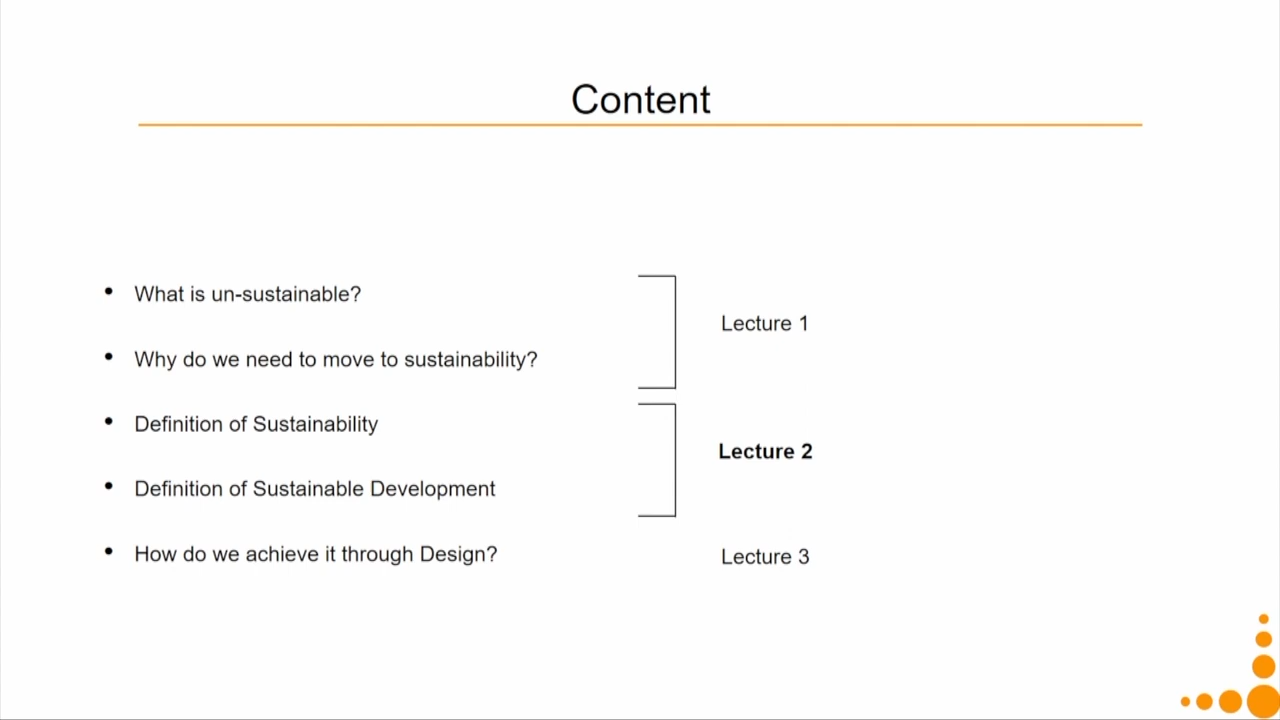 Content
• What is un-sustainable?
• Why do we need to move to sustainability?
Lecture 1
• Definition of Sustainability
• Definition of Sustainable Development
Lecture 2
• How do we achieve it through Design?
Lecture 3